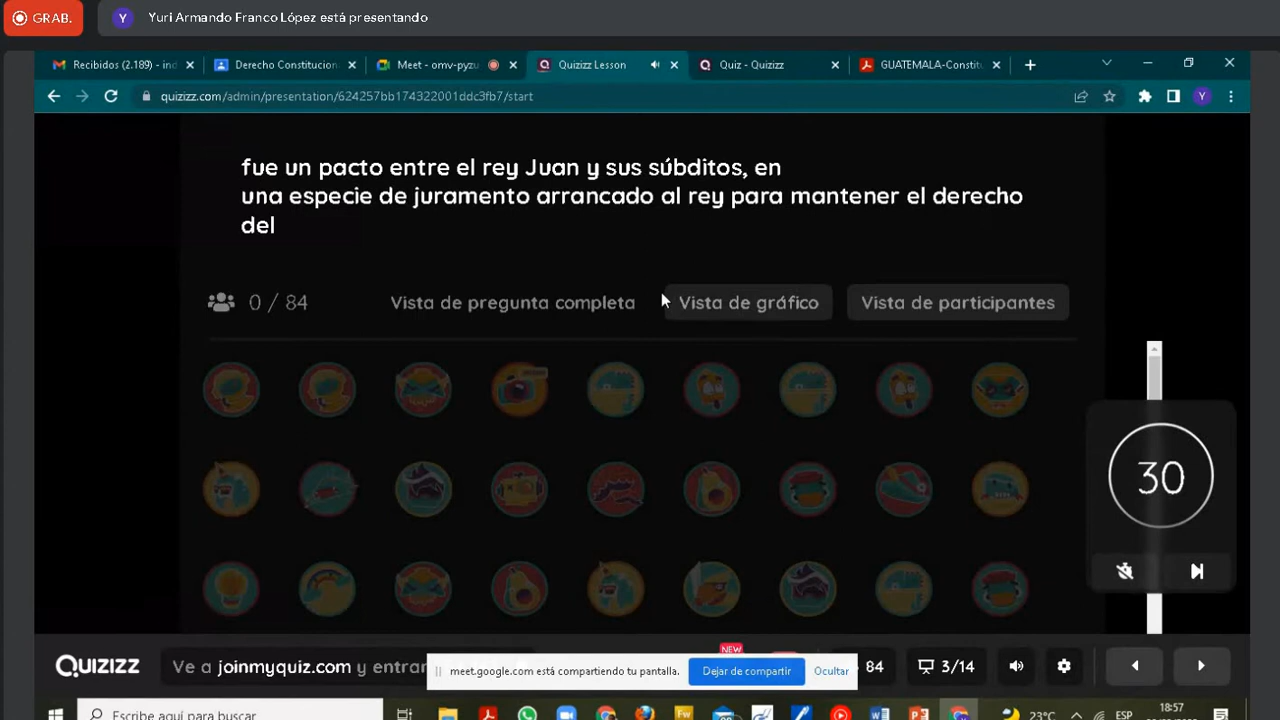 GRAB.
Y
Yuri Armando Franco López está presentando
Recibidos (2.189) - ind
Derecho Constitucion
Meet - omv-pyzu
Quizizz Lesson
Quiz - Quizizz
GUATEMALA-Constitu
quizizz.com/admin/presentation/624257bb174322001ddc3fb7/start
Y
fue un pacto entre el rey Juan y sus súbditos, en
una especie de juramento arrancado al rey para mantener el derecho
del
0 / 84
Vista de pregunta completa
Vista de gráfico
Vista de participantes
30
QUIZIZZ
Ve a joinmyquiz.com y entrar
NEW
meet.google.com está compartiendo tu pantalla.
Dejar de compartir
Ocultar
84
3/14
Escribe aquí para buscar
Fw
23°C
ESP
18:57